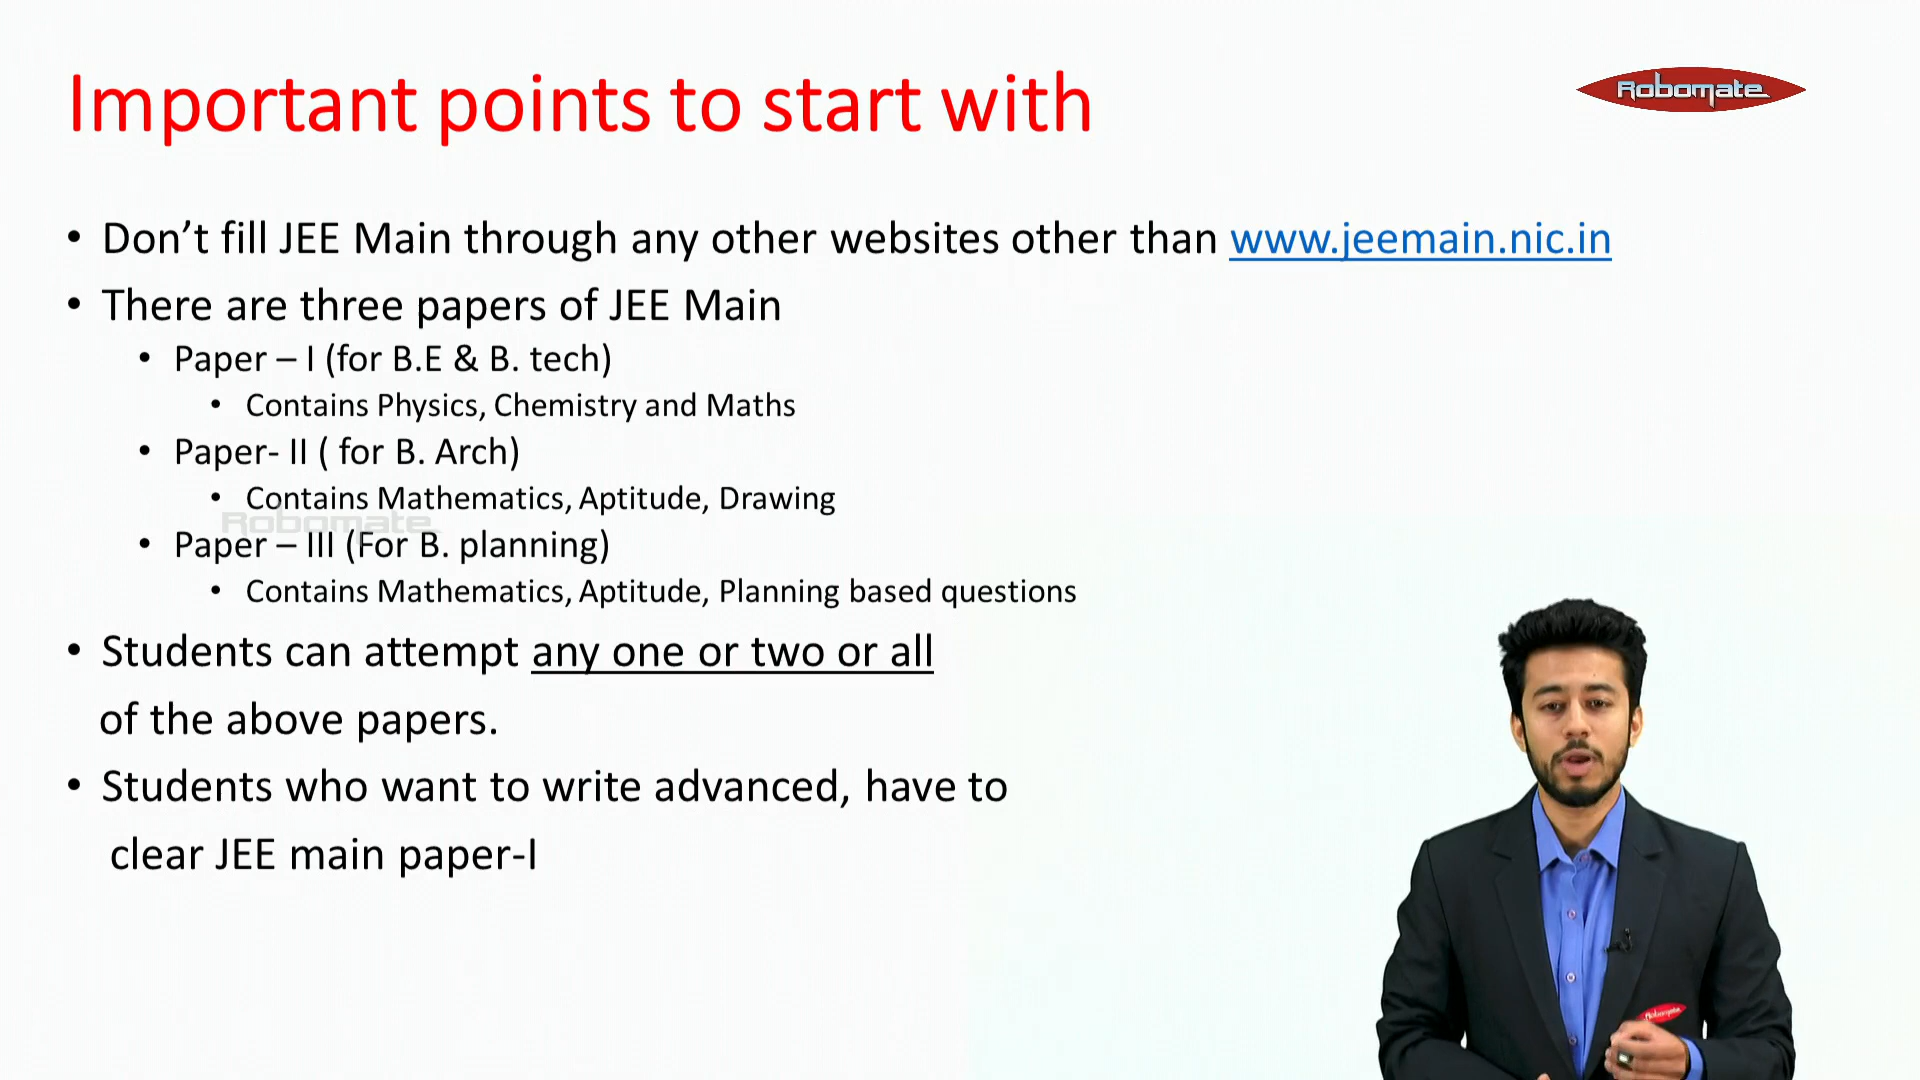 Important points to start with
Robomate
• Don’t fill JEE Main through any other websites other than www.jeemain.nic.in
• There are three papers of JEE Main
• Paper – I (for B.E & B. tech)
• Contains Physics, Chemistry and Maths
• Paper- II ( for B. Arch)
• Contains Mathematics, Aptitude, Drawing
Robomate
• Paper – III (For B. planning)
• Contains Mathematics, Aptitude, Planning based questions
• Students can attempt any one or two or all
of the above papers.
• Students who want to write advanced, have to
clear JEE main paper-I
Robomate